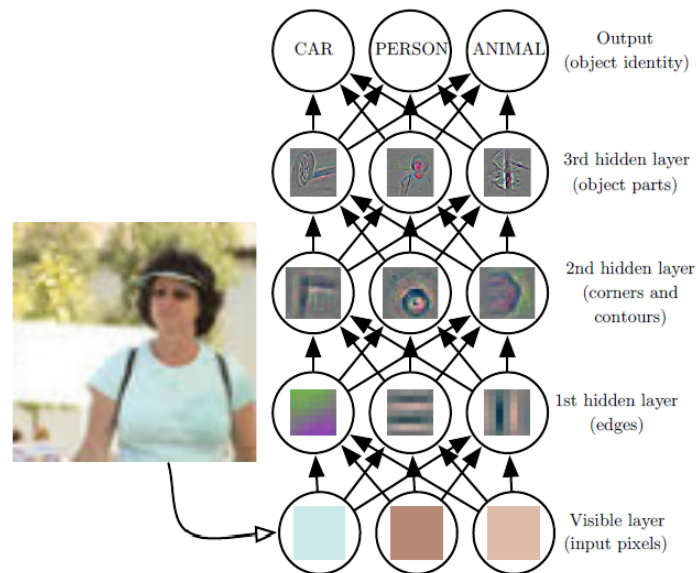 CAR PERSON ANIMAL Output
(object identity)
3rd hidden layer
(object parts)
2nd hidden layer
(corners and
contours)
1st hidden layer
(edges)
Visible layer
(input pixels)